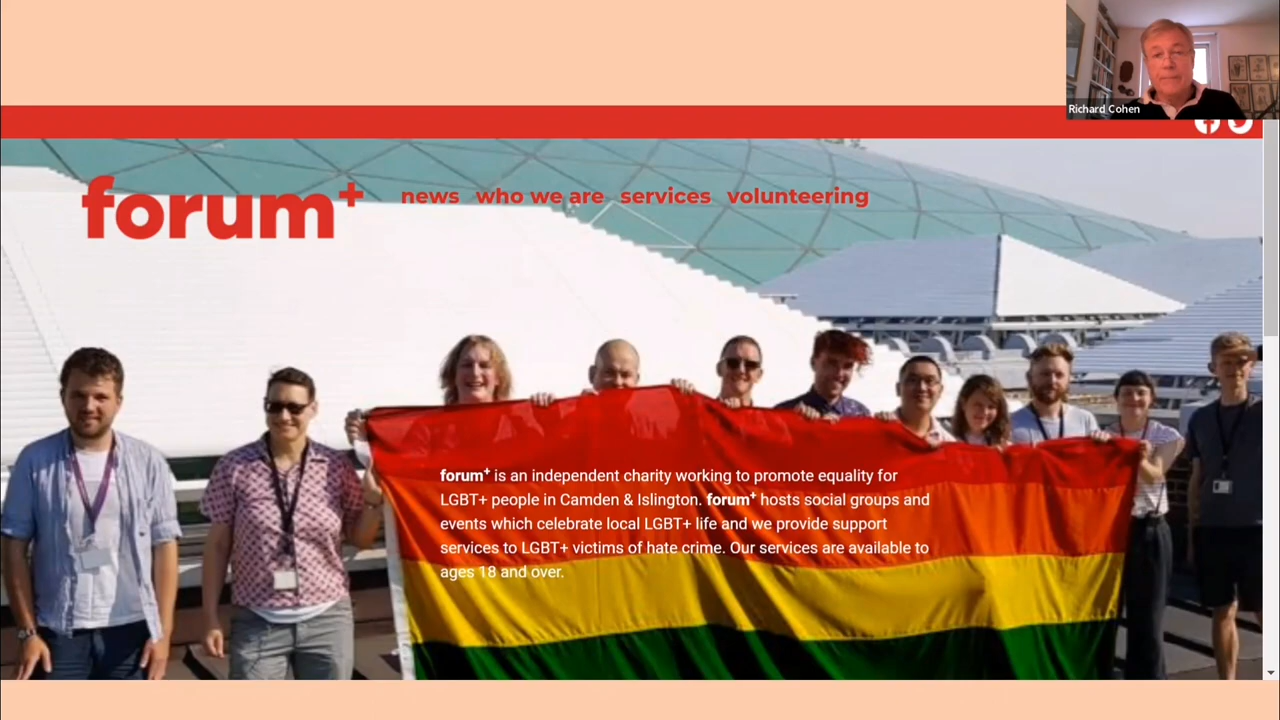 Richard Cohen
forum+
news who we are services volunteering
forum+ is an independent charity working to promote equality for
LGBT+ people in Camden & Islington. forum+ hosts social groups and
events which celebrate local LGBT+ life and we provide support
services to LGBT+ victims of hate crime. Our services are available to
ages 18 and over.